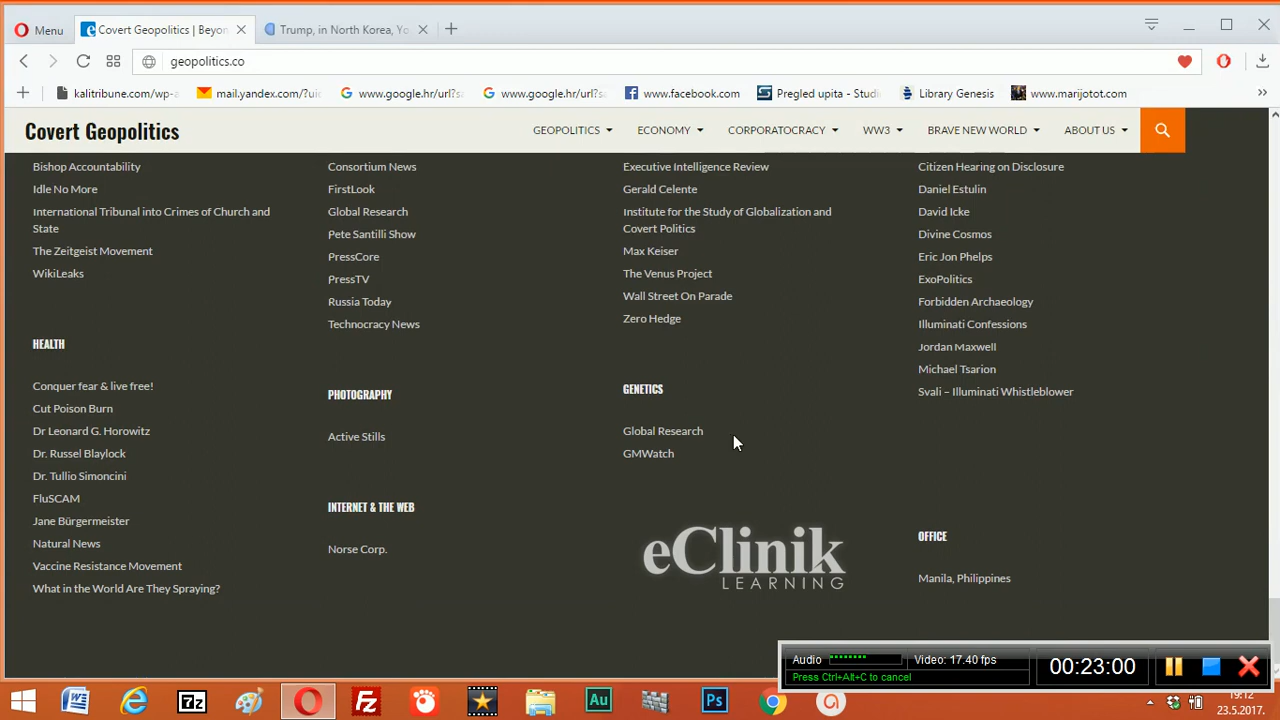 Menu
Covert Geopolitics | Beyon
Trump, in North Korea, Yo
geopolitics.co
kalitribune.com/wp-a
mail.yandex.com/?ui
www.google.hr/url?sa
www.google.hr/url?sa
www.facebook.com
Pregled upita - Studi
Library Genesis
www.marijotot.com
Covert Geopolitics
GEOPOLITICS
ECONOMY
CORPORATOCRACY
WW3
BRAVE NEW WORLD
ABOUT US
Bishop Accountability
Idle No More
International Tribunal into Crimes of Church and
State
The Zeitgeist Movement
WikiLeaks
HEALTH
Conquer fear & live free!
Cut Poison Burn
Dr Leonard G. Horowitz
Dr. Russel Blaylock
Dr. Tullio Simoncini
FluSCAM
Jane Bürgermeister
Natural News
Vaccine Resistance Movement
What in the World Are They Spraying?
Consortium News
FirstLook
Global Research
Pete Santilli Show
PressCore
PressTV
Russia Today
Technocracy News
PHOTOGRAPHY
Active Stills
INTERNET & THE WEB
Norse Corp.
Executive Intelligence Review
Gerald Celente
Institute for the Study of Globalization and
Covert Politics
Max Keiser
The Venus Project
Wall Street On Parade
Zero Hedge
GENETICS
Global Research
GMWatch
eClinik
LEARNING
Citizen Hearing on Disclosure
Daniel Estulin
David Icke
Divine Cosmos
Eric Jon Phelps
ExoPolitics
Forbidden Archaeology
Illuminati Confessions
Jordan Maxwell
Michael Tsarion
Svali – Illuminati Whistleblower
OFFICE
Manila, Philippines
Audio
Video: 17.40 fps
Press Ctrl+Alt+C to cancel
00:23:00
7z
Fz
Au
Ps
19:12
23.5.2017.